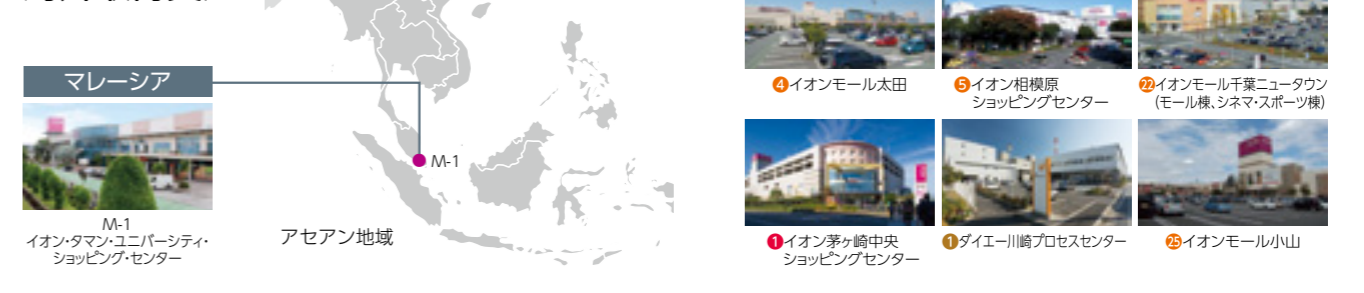 マレーシア
M-1
M-1
イオン・タマン・ユニバーシティ・
ショッピング・センター
アセアン地域
4 イオンモール太田
5 イオン相模原
ショッピングセンター
22 イオンモール千葉ニュータウン
(モール棟、シネマ・スポーツ棟)
1 イオン茅ヶ崎中央
ショッピングセンター
1 ダイエー川崎プロセスセンター
25 イオンモール小山